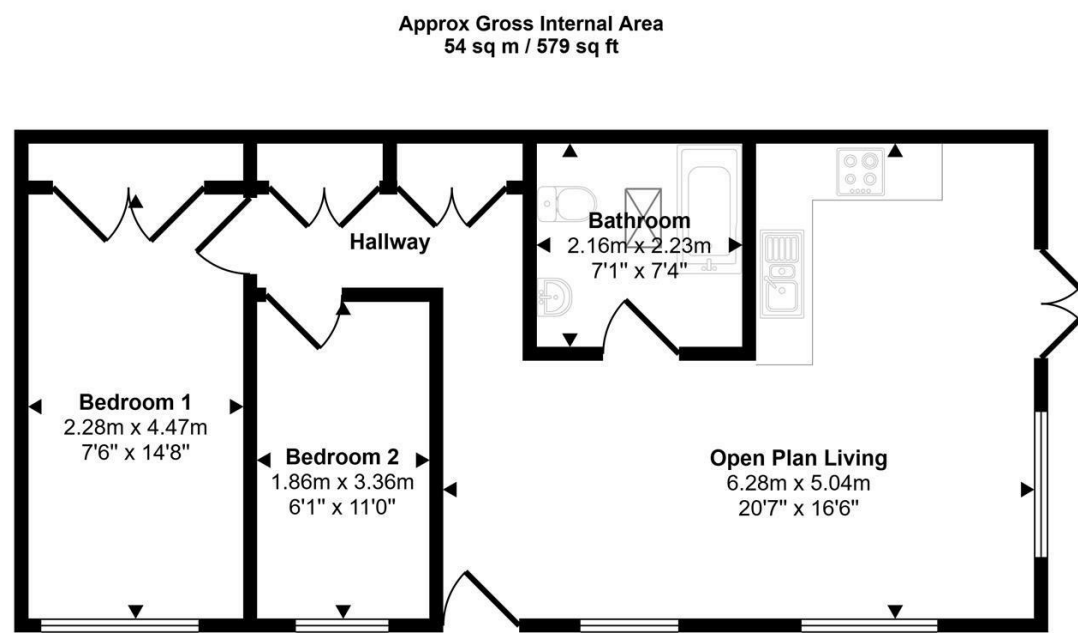 Approx Gross Internal Area
54 sq m / 579 sq ft
Hallway
Bathroom
2.16m x 2.23m
7'1" x 7'4"
Bedroom 1
2.28m x 4.47m
7'6" x 14'8"
Bedroom 2
1.86m x 3.36m
6'1" x 11'0"
Open Plan Living
6.28m x 5.04m
20'7" x 16'6"